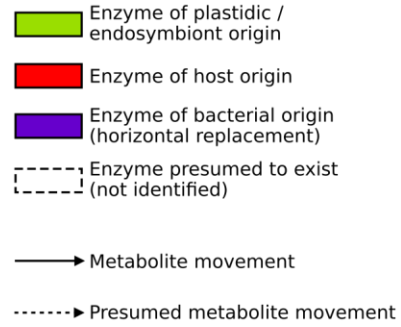 Enzyme of plastidic /
endosymbiont origin
Enzyme of host origin
Enzyme of bacterial origin
(horizontal replacement)
Enzyme presumed to exist
(not identified)
Metabolite movement
Presumed metabolite movement